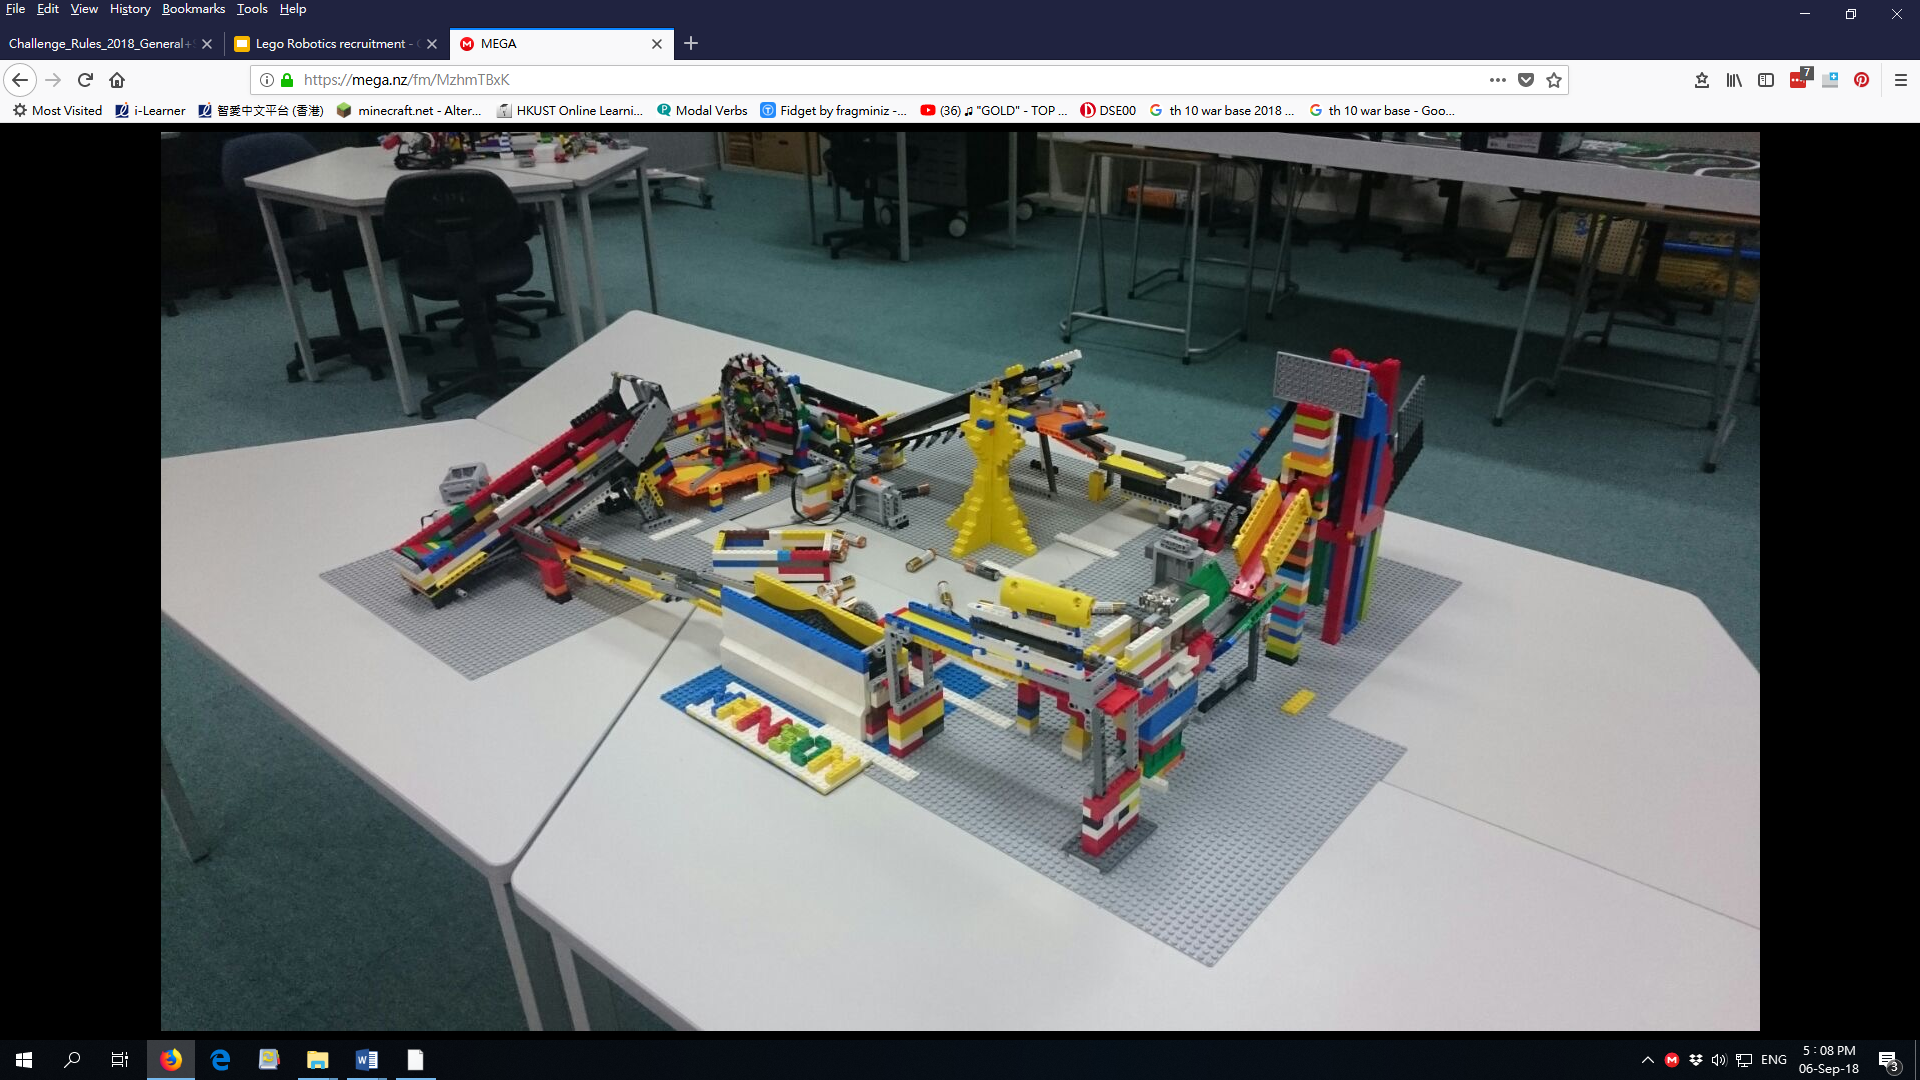 File Edit View History Bookmarks Tools Help
Challenge_Rules_2018_General+
Lego Robotics recruitment -
MEGA
https://mega.nz/fm/MzhmTBxK
7
Most Visited
i-Learner
智愛中文平台 (香港)
minecraft.net - Alter...
HKUST Online Learni...
Modal Verbs
Fidget by fragminiz -...
(36) ♫ "GOLD" - TOP ...
DSE00
th 10 war base 2018 ...
th 10 war base - Goo...
ENG
5:08 PM
06-Sep-18
3